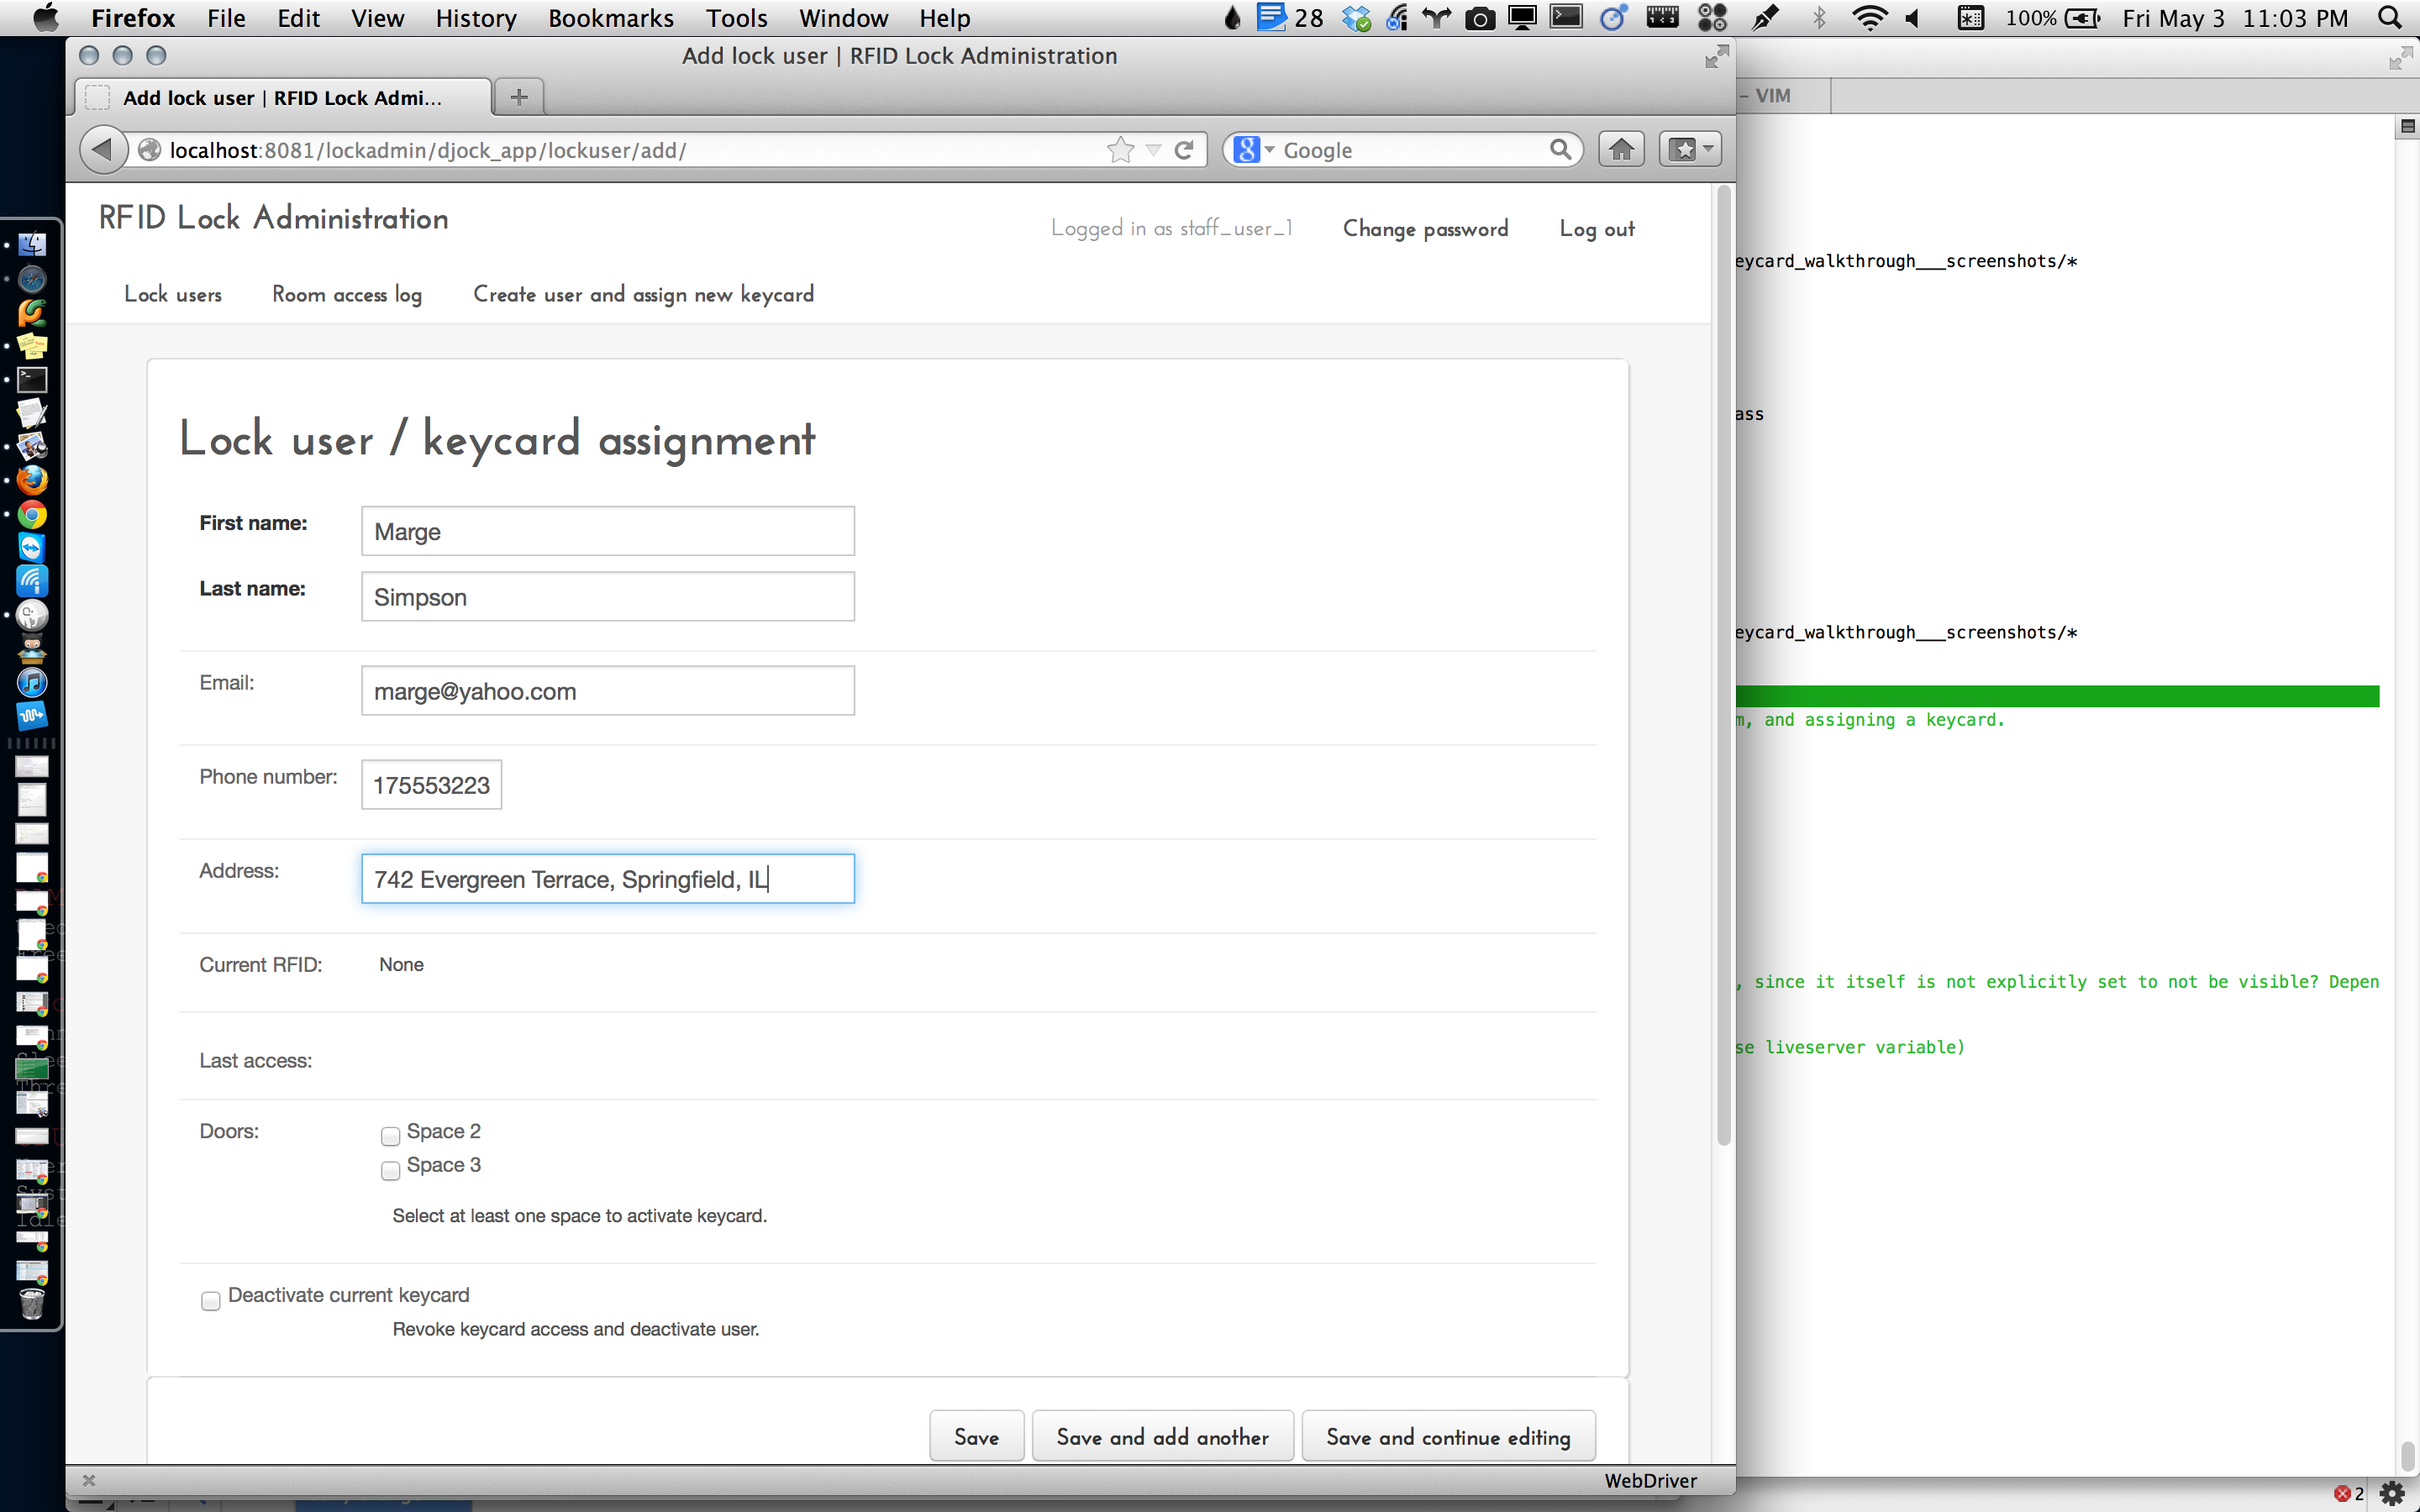 Firefox File Edit View History Bookmarks Tools Window Help 28 100% Fri May 3 11:03 PM
Add lock user | RFID Lock Administration
Add lock user | RFID Lock Admi...
– VIM
localhost:8081/lockadmin/djock_app/lockuser/add/
Google
RFID Lock Administration
Logged in as staff_user_1 Change password Log out
Lock users Room access log Create user and assign new keycard
eycard_walkthrough___screenshots/*
ass
Lock user / keycard assignment
First name: Marge
Last name: Simpson
eycard_walkthrough___screenshots/*
Email: marge@yahoo.com
m, and assigning a keycard.
Phone number: 175553223
Address: 742 Evergreen Terrace, Springfield, IL
Current RFID: None
, since it itself is not explicitly set to not be visible? Depen
se liveserver variable)
Last access:
Doors: Space 2
Space 3
Select at least one space to activate keycard.
Deactivate current keycard
Revoke keycard access and deactivate user.
Save Save and add another Save and continue editing
WebDriver
2